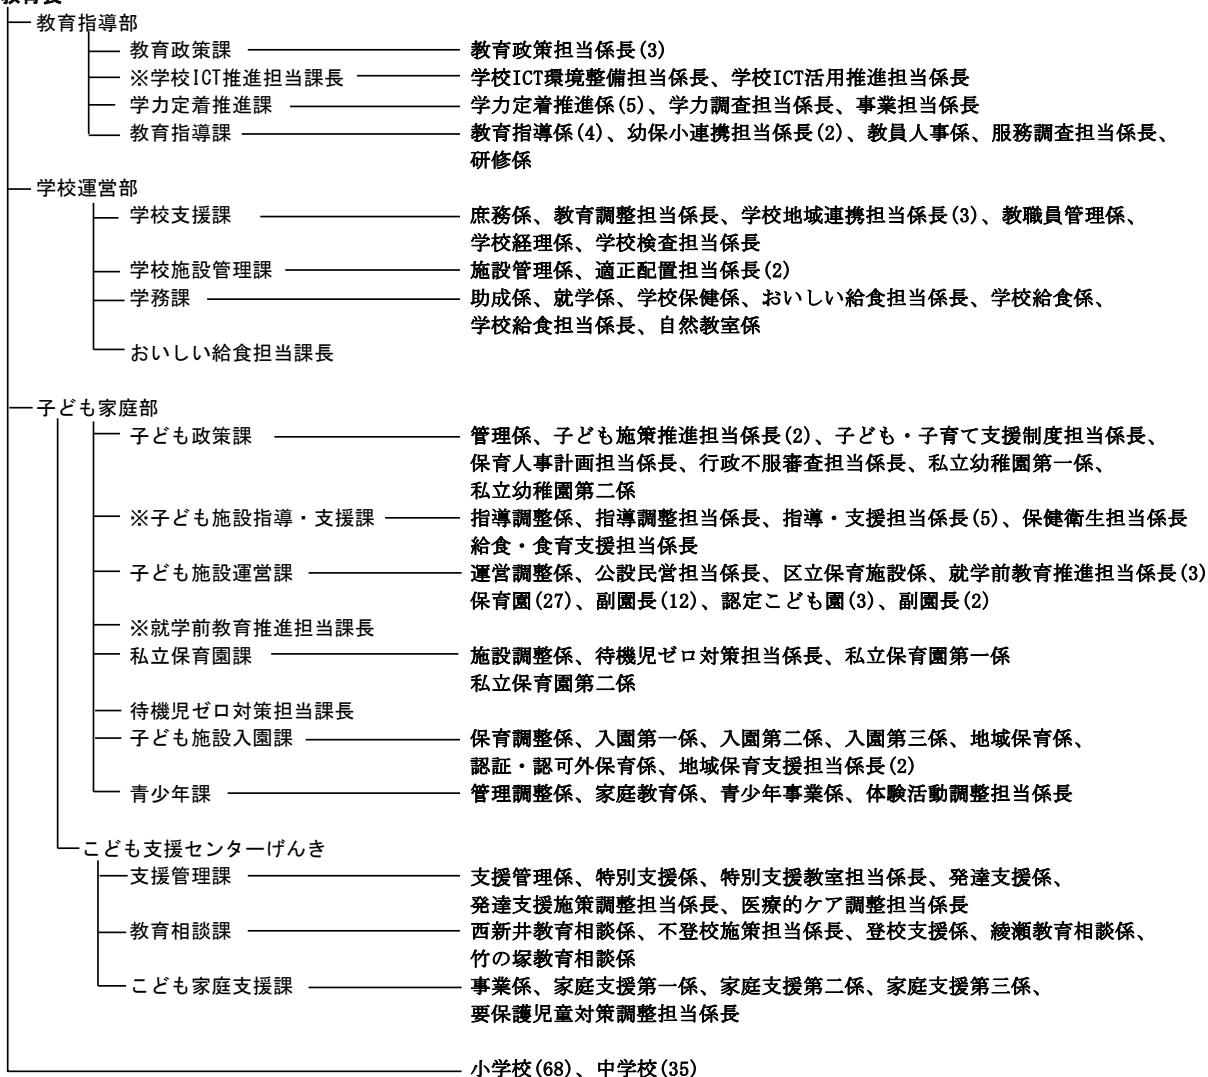 教育長
教育指導部
教育政策課 教育政策担当係長(3)
※学校ICT推進担当課長 学校ICT環境整備担当係長、学校ICT活用推進担当係長
学力定着推進課 学力定着推進係(5)、学力調査担当係長、事業担当係長
教育指導課 教育指導係(4)、幼保小連携担当係長(2)、教員人事係、服務調査担当係長、
研修係
学校運営部
学校支援課 庶務係、教育調整担当係長、学校地域連携担当係長(3)、教職員管理係、
学校経理係、学校検査担当係長
学校施設管理課 施設管理係、適正配置担当係長(2)
学務課 助成係、就学係、学校保健係、おいしい給食担当係長、学校給食係、
学校給食担当係長、自然教室係
おいしい給食担当課長
子ども家庭部
子ども政策課 管理係、子ども施策推進担当係長(2)、子ども・子育て支援制度担当係長、
保育人事計画担当係長、行政不服審査担当係長、私立幼稚園第一係、
私立幼稚園第二係
※子ども施設指導・支援課 指導調整係、指導調整担当係長、指導・支援担当係長(5)、保健衛生担当係長
給食・食育支援担当係長
子ども施設運営課 運営調整係、公設民営担当係長、区立保育施設係、就学前教育推進担当係長(3)
保育園(27)、副園長(12)、認定こども園(3)、副園長(2)
※就学前教育推進担当課長
私立保育園課 施設調整係、待機児ゼロ対策担当係長、私立保育園第一係
私立保育園第二係
待機児ゼロ対策担当課長
子ども施設入園課 保育調整係、入園第一係、入園第二係、入園第三係、地域保育係、
認証・認可外保育係、地域保育支援担当係長(2)
青少年課 管理調整係、家庭教育係、青少年事業係、体験活動調整担当係長
こども支援センターげんき
支援管理課 支援管理係、特別支援係、特別支援教室担当係長、発達支援係、
発達支援施策調整担当係長、医療的ケア調整担当係長
教育相談課 西新井教育相談係、不登校施策担当係長、登校支援係、綾瀬教育相談係、
竹の塚教育相談係
こども家庭支援課 事業係、家庭支援第一係、家庭支援第二係、家庭支援第三係、
要保護児童対策調整担当係長
小学校(68)、中学校(35)